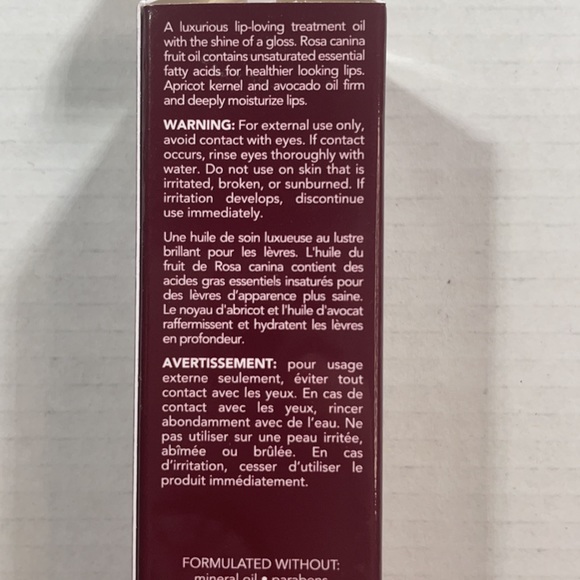 A luxurious lip-loving treatment oil
with the shine of a gloss. Rosa canina
fruit oil contains unsaturated essential
fatty acids for healthier looking lips.
Apricot kernel and avocado oil firm
and deeply moisturize lips.
WARNING: For external use only,
avoid contact with eyes. If contact
occurs, rinse eyes thoroughly with
water. Do not use on skin that is
irritated, broken, or sunburned. If
irritation develops, discontinue
use immediately.
Une huile de soin luxueuse au lustre
brillant pour les lèvres. L'huile du
fruit de Rosa canina contient des
acides gras essentiels insaturés pour
des lèvres d'apparence plus saine.
Le noyau d'abricot et l'huile d'avocat
raffermissent et hydratent les lèvres
en profondeur.
AVERTISSEMENT: pour usage
externe seulement, éviter tout
contact avec les yeux. En cas de
contact avec les yeux, rincer
abondamment avec de l'eau. Ne
pas utiliser sur une peau irritée,
abîmée ou brûlée. En cas
d'irritation, cesser d'utiliser le
produit immédiatement.
FORMULATED WITHOUT:
mineral oil • parabens